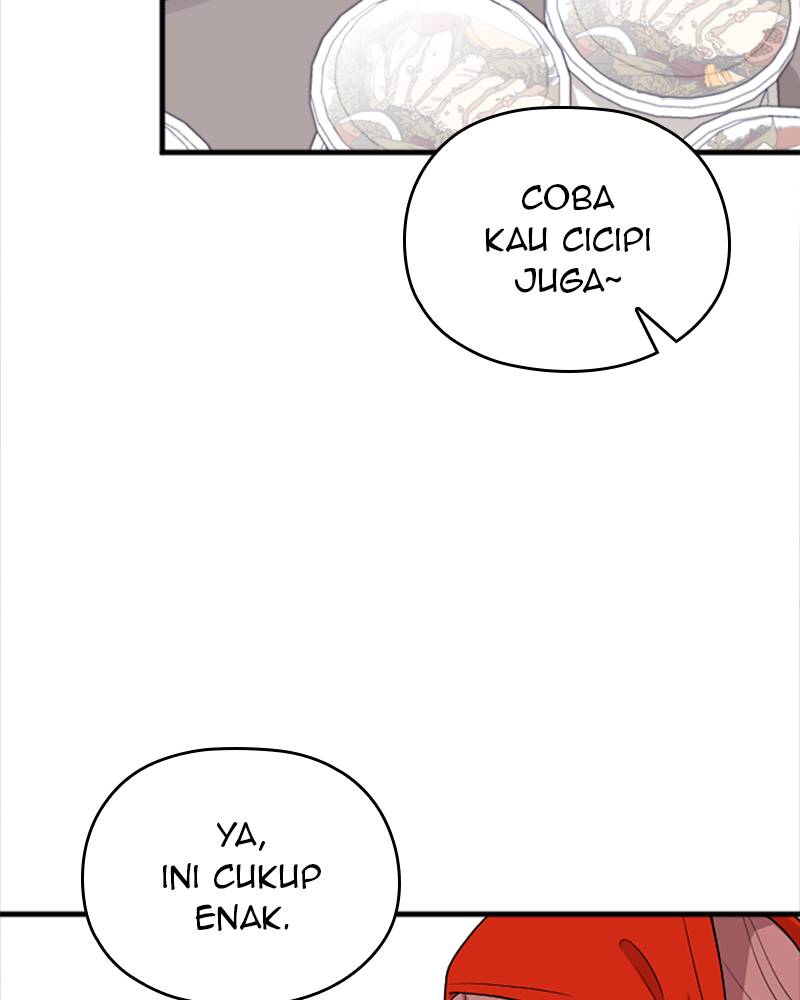 COBA
KAU CICIPI
JUGA~
YA,
INI CUKUP
ENAK.